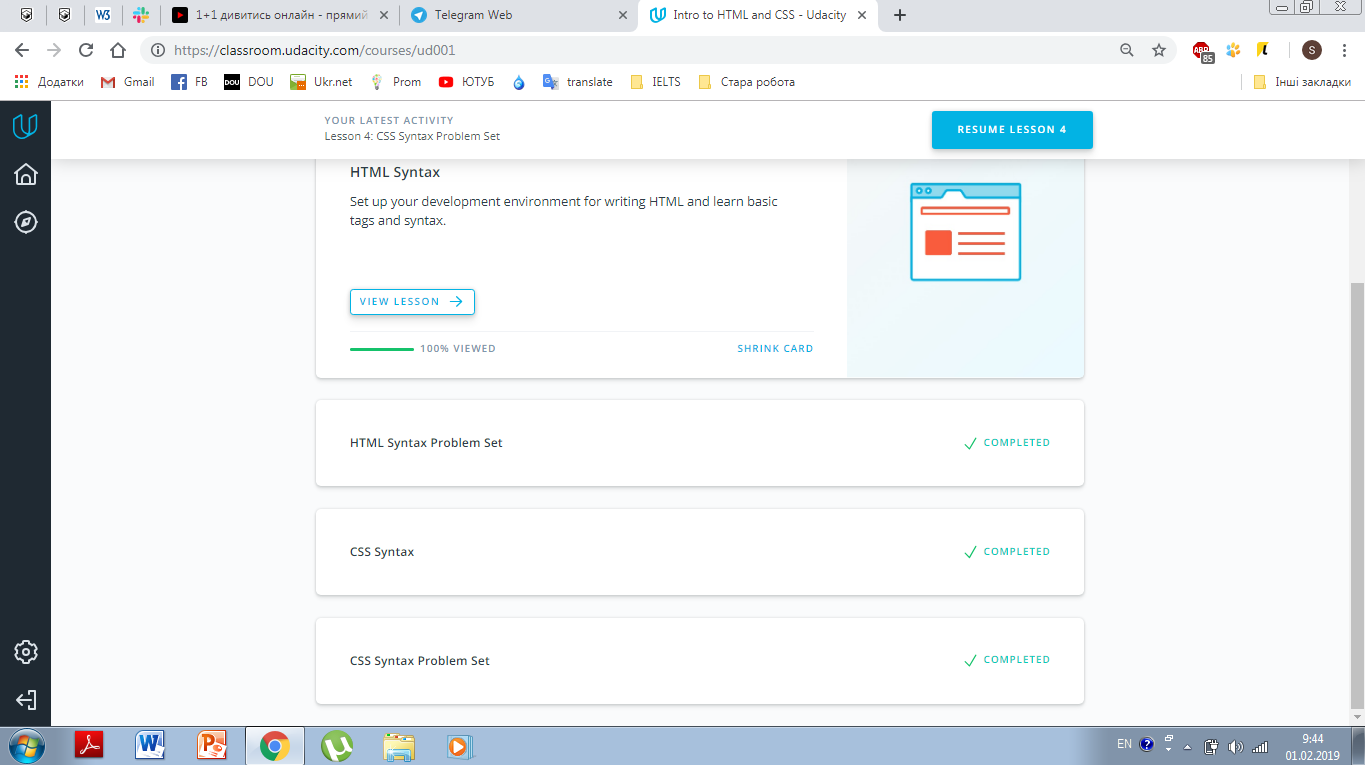 W3
1+1 дивитись онлайн - прямий
Telegram Web
Intro to HTML and CSS - Udacity
https://classroom.udacity.com/courses/ud001
ABP
85
S
Додатки
Gmail
FB
DOU
DOU
Ukr.net
Prom
ЮТУБ
translate
IELTS
Стара робота
Інші закладки
YOUR LATEST ACTIVITY
Lesson 4: CSS Syntax Problem Set
RESUME LESSON 4
HTML Syntax
Set up your development environment for writing HTML and learn basic
tags and syntax.
VIEW LESSON
100% VIEWED
SHRINK CARD
HTML Syntax Problem Set
COMPLETED
CSS Syntax
COMPLETED
CSS Syntax Problem Set
COMPLETED
EN
9:44
01.02.2019